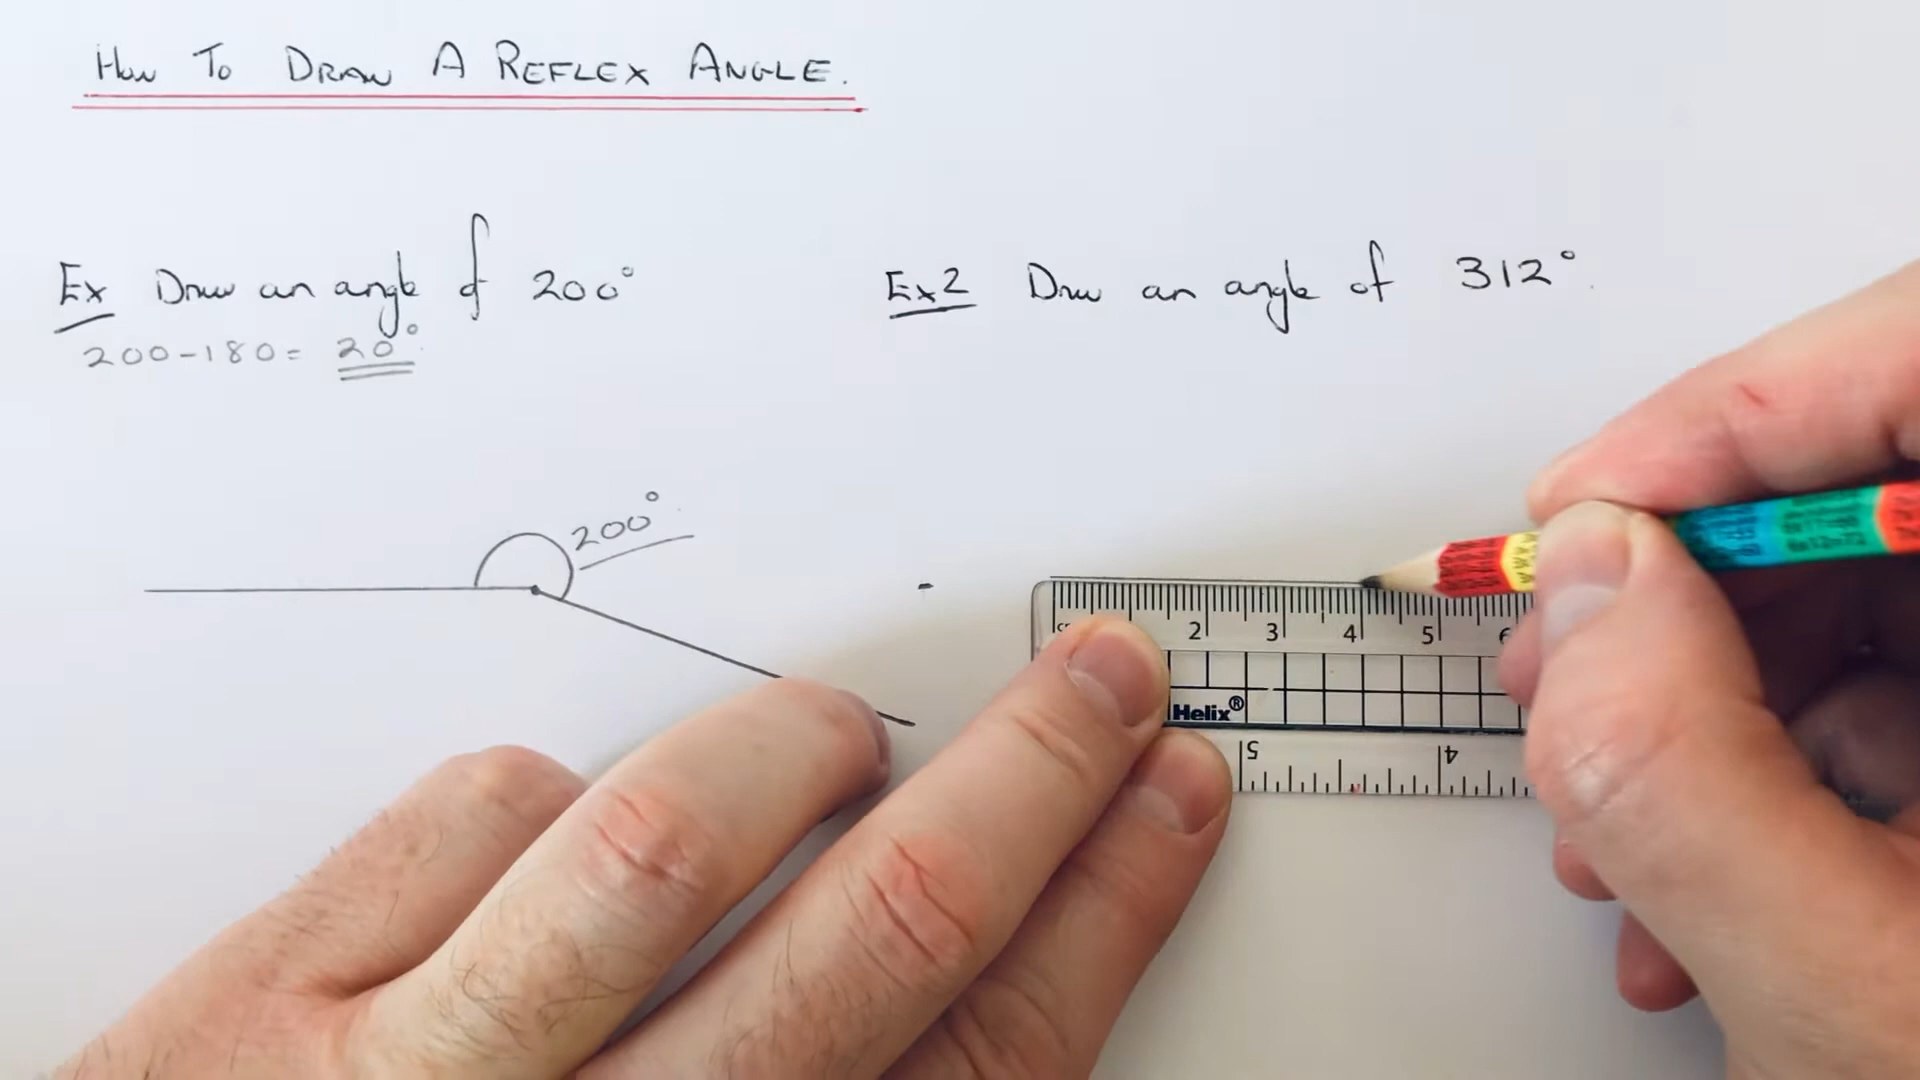 How To Draw A Reflex Angle.
Ex Draw an angle of 200°
200-180= 20°.
Ex2 Draw an angle of 312°.
200°
2 3 4 5 6
Helix®
5 4